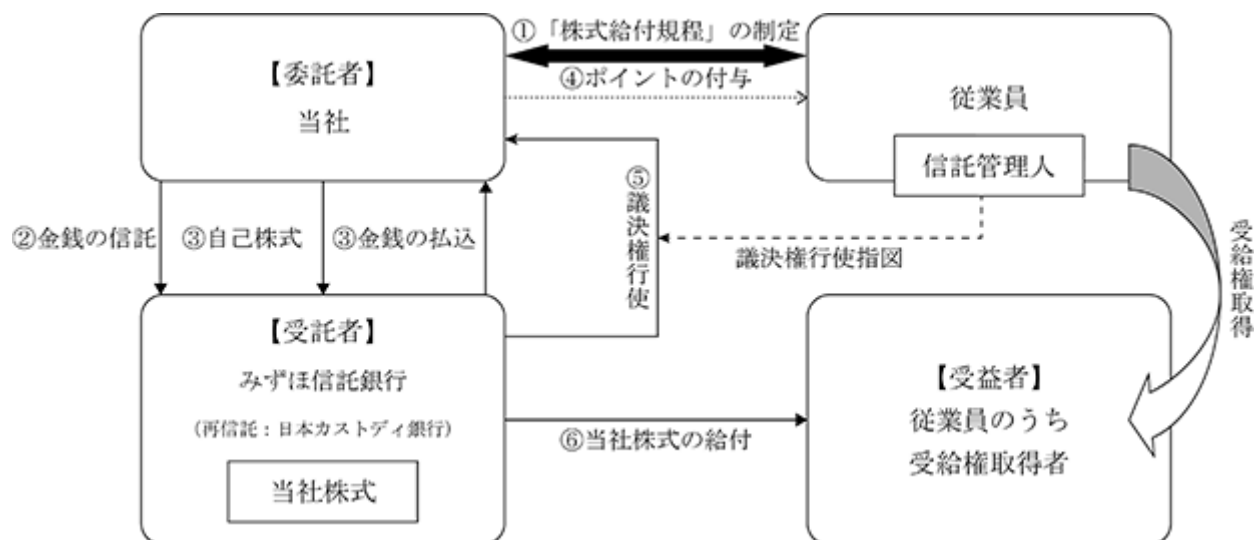 ①「株式給付規程」の制定
【委託者】
当社
④ポイントの付与
従業員
信託管理人
②金銭の信託
③自己株式
③金銭の払込
⑤議決権行使
議決権行使指図
受給権取得
【受託者】
みずほ信託銀行
(再信託:日本カストディ銀行)
当社株式
⑥当社株式の給付
【受益者】
従業員のうち
受給権取得者